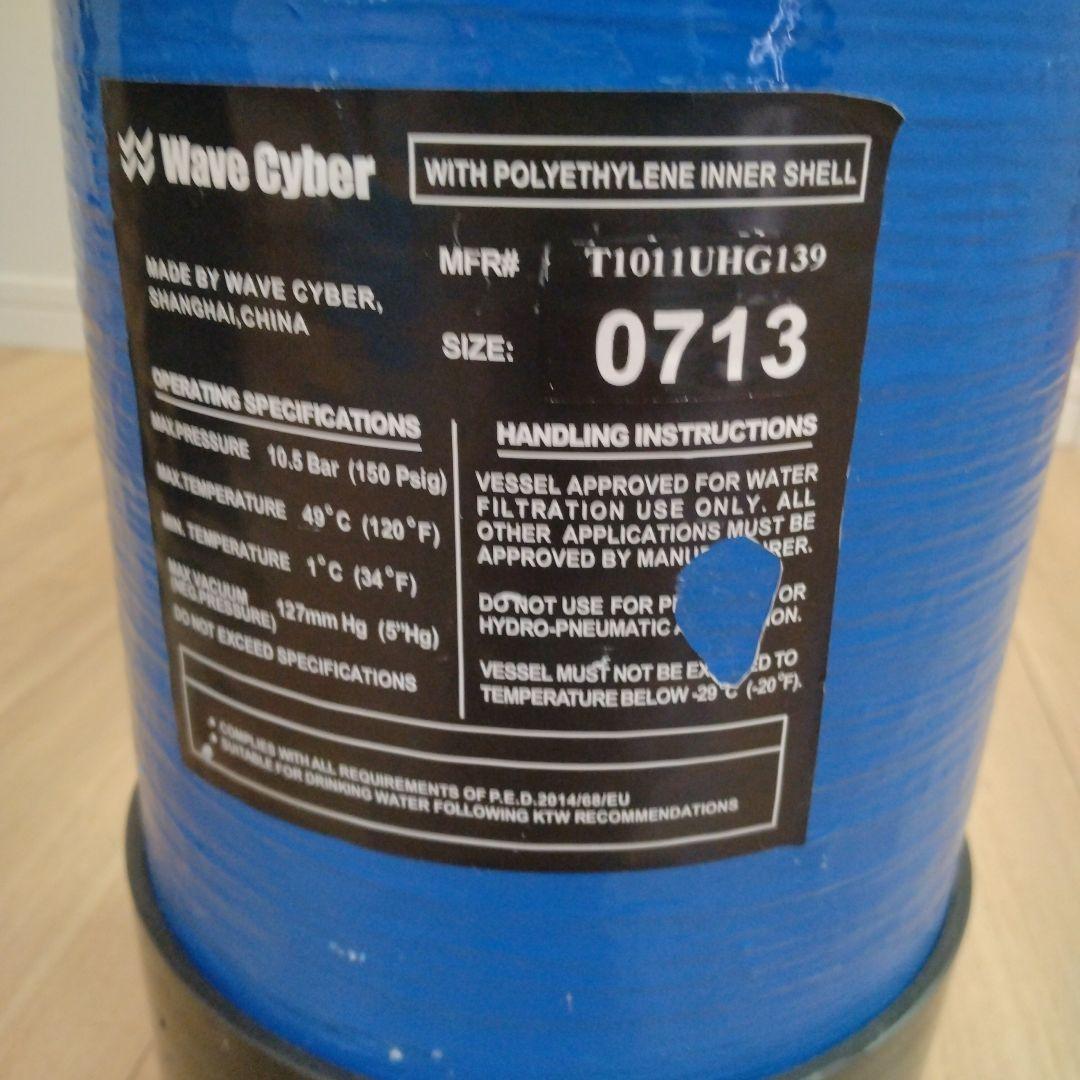 Wave Cyber
WITH POLYETHYLENE INNER SHELL
MADE BY WAVE CYBER,
SHANGHAI,CHINA
MFR# T1011UHG139
SIZE: 0713
OPERATING SPECIFICATIONS
MAX.PRESSURE 10.5 Bar (150 Psig)
MAX.TEMPERATURE 49°C (120°F)
MIN. TEMPERATURE 1°C (34°F)
MAX VACUUM
(NEG.PRESSURE) 127mm Hg (5"Hg)
DO NOT EXCEED SPECIFICATIONS
HANDLING INSTRUCTIONS
VESSEL APPROVED FOR WATER
FILTRATION USE ONLY. ALL
OTHER APPLICATIONS MUST BE
APPROVED BY
DO NOT USE FOR OR
HYDRO-PNEUMATIC
VESSEL MUST NOT BE TO
TEMPERATURE BELOW -29°C (-20°F).
• COMPLIES WITH ALL REQUIREMENTS OF P.E.D.2014/68/EU
• SUITABLE FOR DRINKING WATER FOLLOWING KTW RECOMMENDATIONS